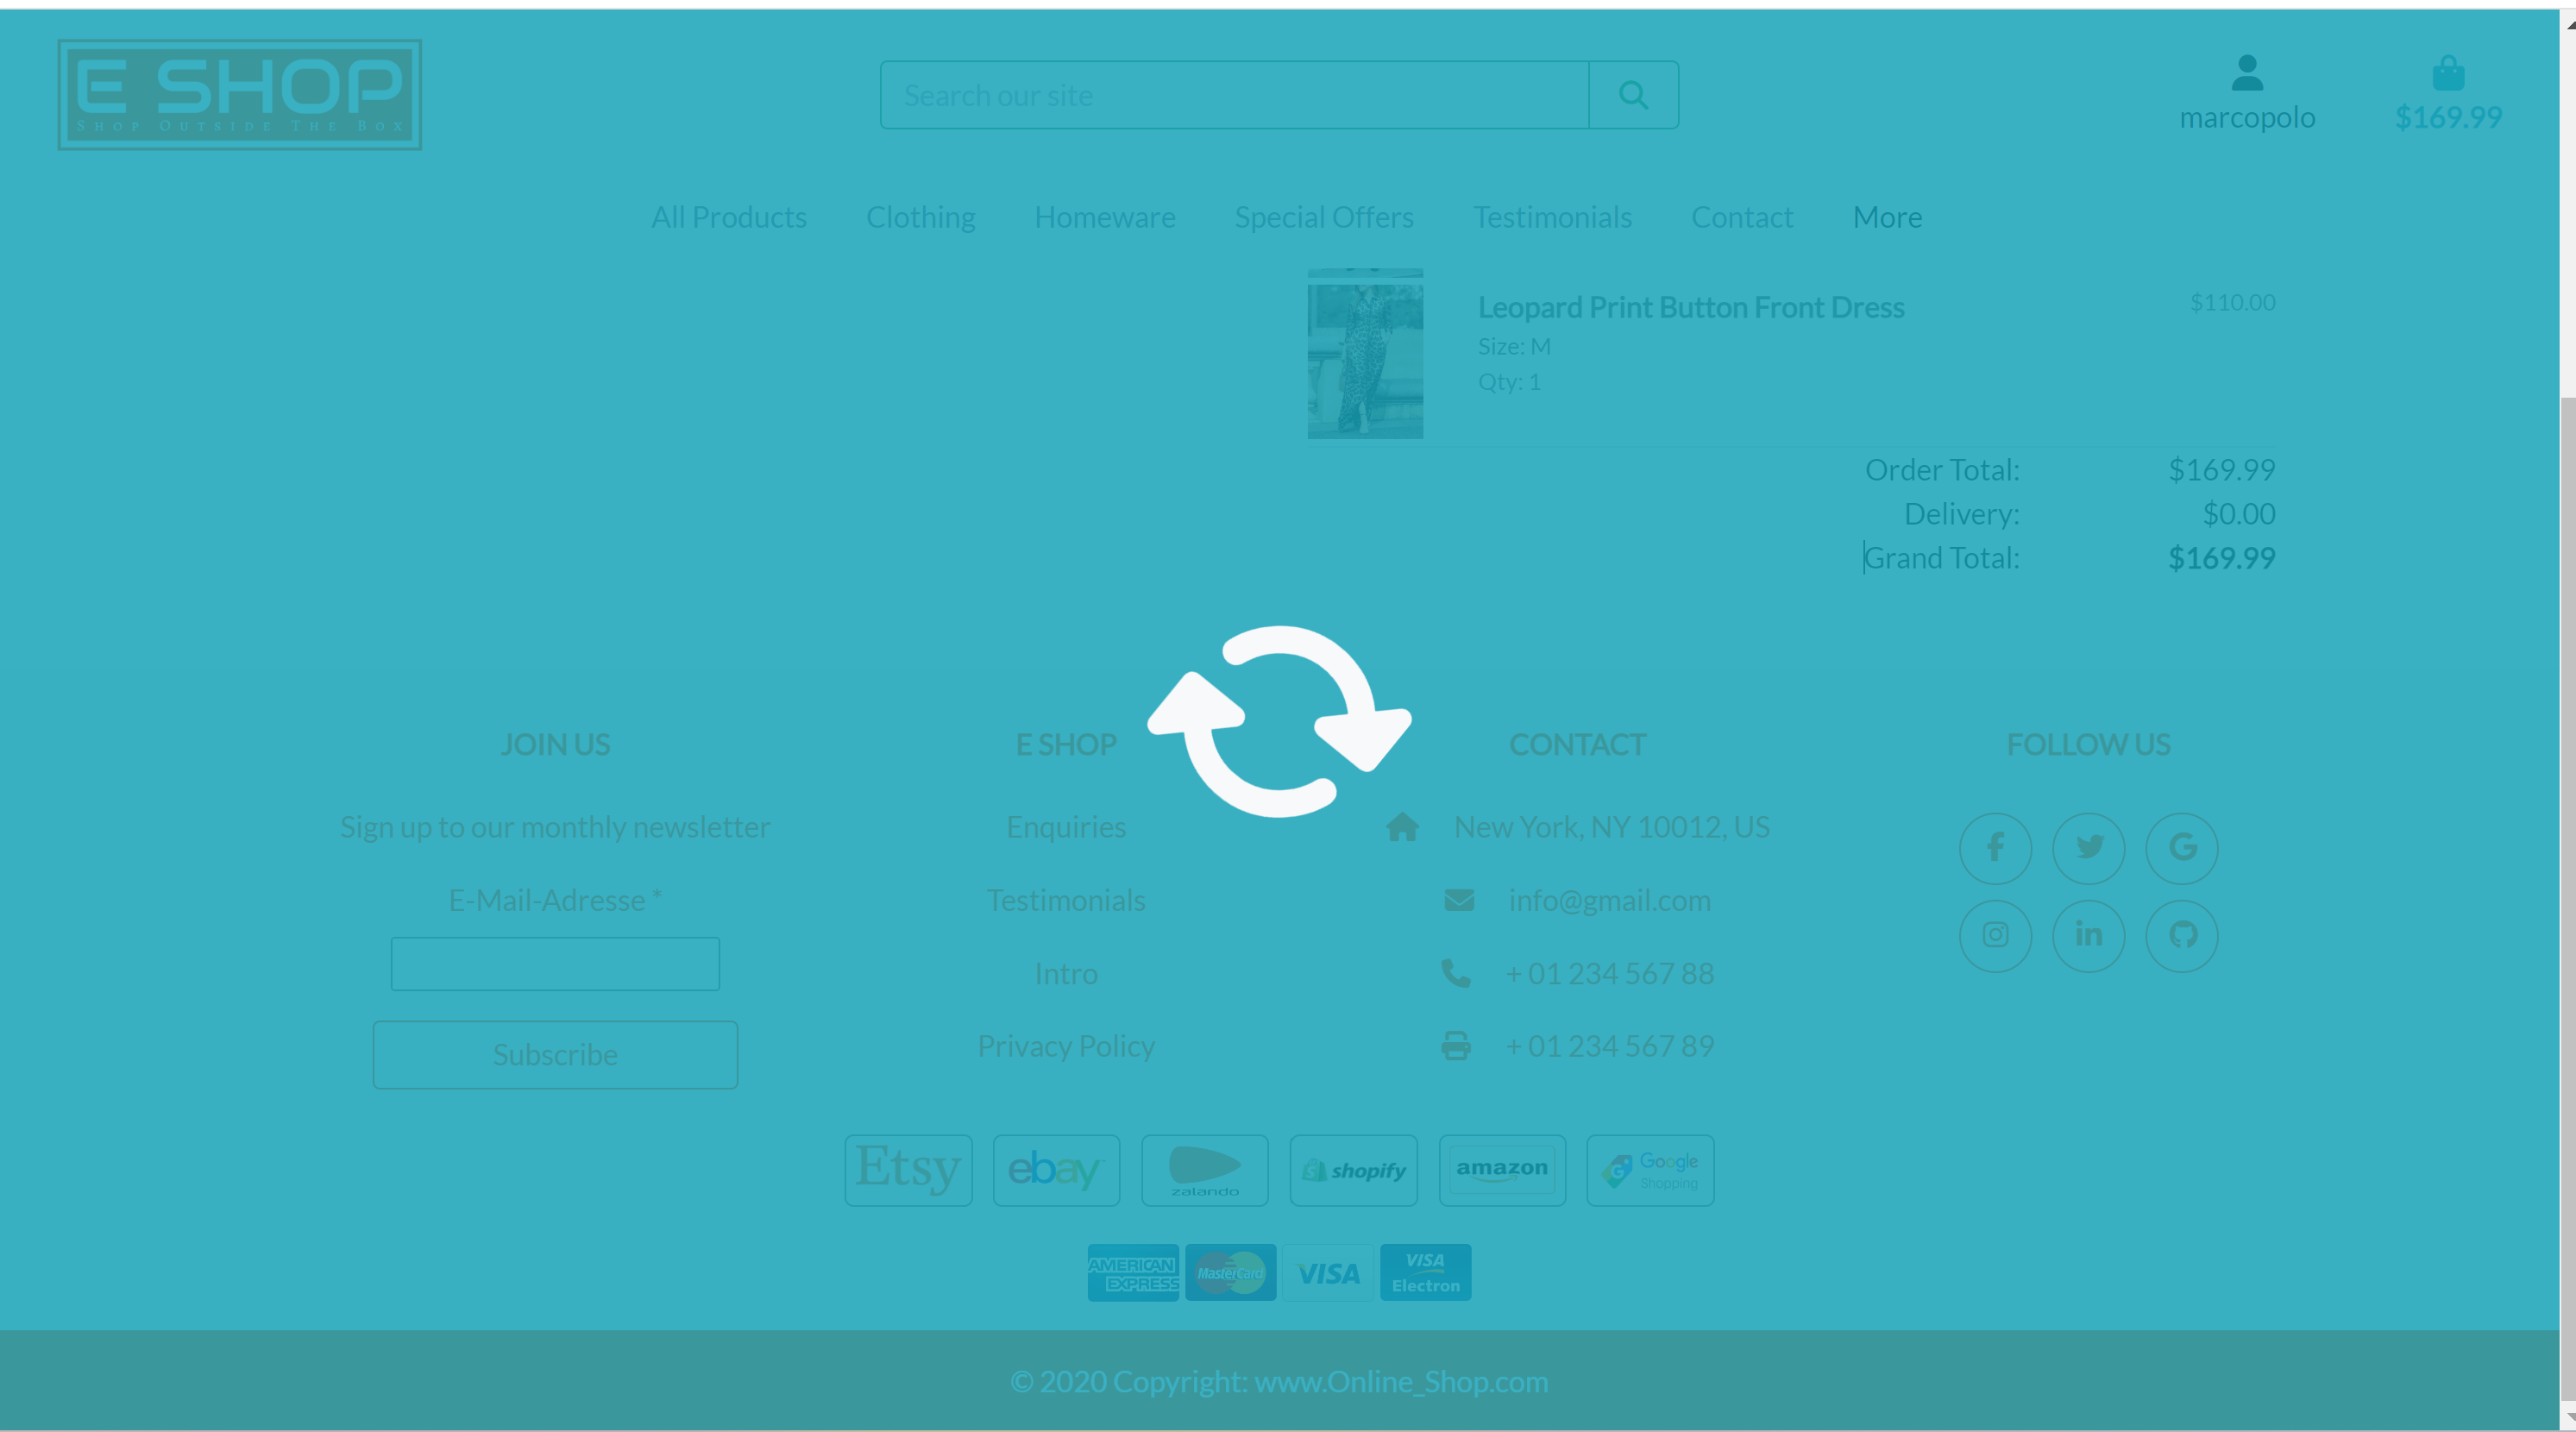 E SHOP
Shop Outside The Box
Search our site
marcopolo
$169.99
All Products Clothing Homeware Special Offers Testimonials Contact More
Leopard Print Button Front Dress $110.00
Size: M
Qty: 1
Order Total: $169.99
Delivery: $0.00
Grand Total: $169.99
JOIN US
Sign up to our monthly newsletter
E-Mail-Adresse *
Subscribe
E SHOP
Enquiries
Testimonials
Intro
Privacy Policy
CONTACT
New York, NY 10012, US
info@gmail.com
+ 01 234 567 88
+ 01 234 567 89
FOLLOW US
Etsy ebay zalando shopify amazon Google Shopping
AMERICAN EXPRESS MasterCard VISA VISA Electron
© 2020 Copyright: www.Online_Shop.com